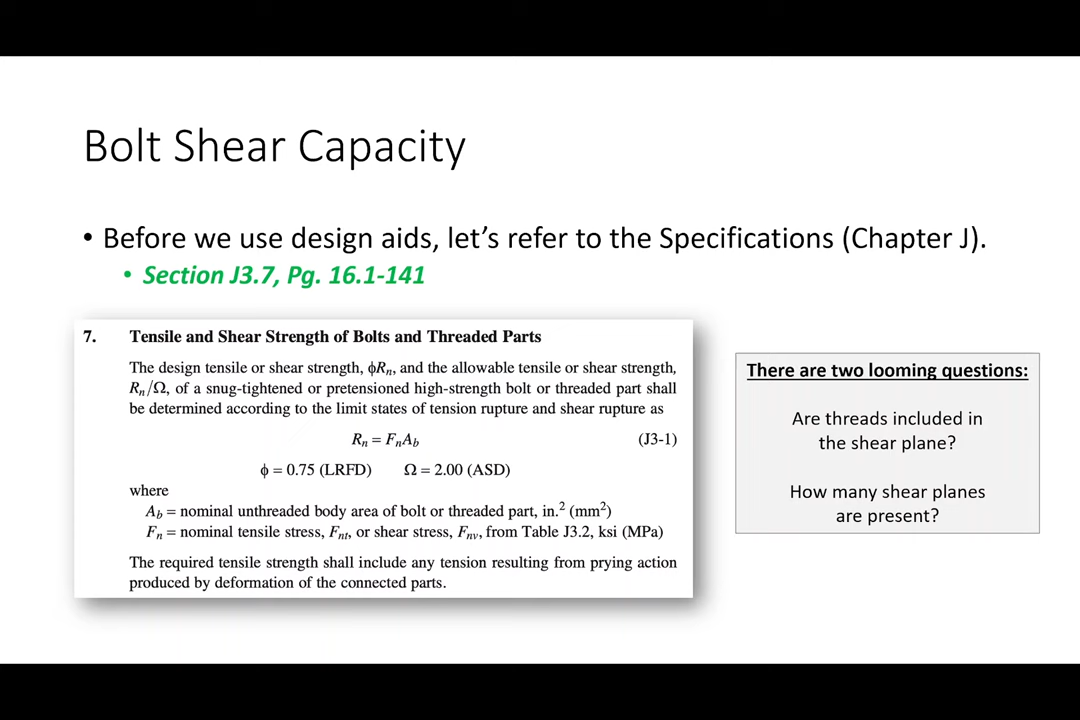 Bolt Shear Capacity
• Before we use design aids, let's refer to the Specifications (Chapter J).
• Section J3.7, Pg. 16.1-141
7. Tensile and Shear Strength of Bolts and Threaded Parts
The design tensile or shear strength, ϕRₙ, and the allowable tensile or shear strength,
Rₙ/Ω, of a snug-tightened or pretensioned high-strength bolt or threaded part shall
be determined according to the limit states of tension rupture and shear rupture as
Rₙ = FₙA_b (J3-1)
ϕ = 0.75 (LRFD) Ω = 2.00 (ASD)
where
A_b = nominal unthreaded body area of bolt or threaded part, in.² (mm²)
Fₙ = nominal tensile stress, Fₙₜ, or shear stress, Fₙᵥ, from Table J3.2, ksi (MPa)
The required tensile strength shall include any tension resulting from prying action
produced by deformation of the connected parts.
There are two looming questions:
Are threads included in
the shear plane?
How many shear planes
are present?